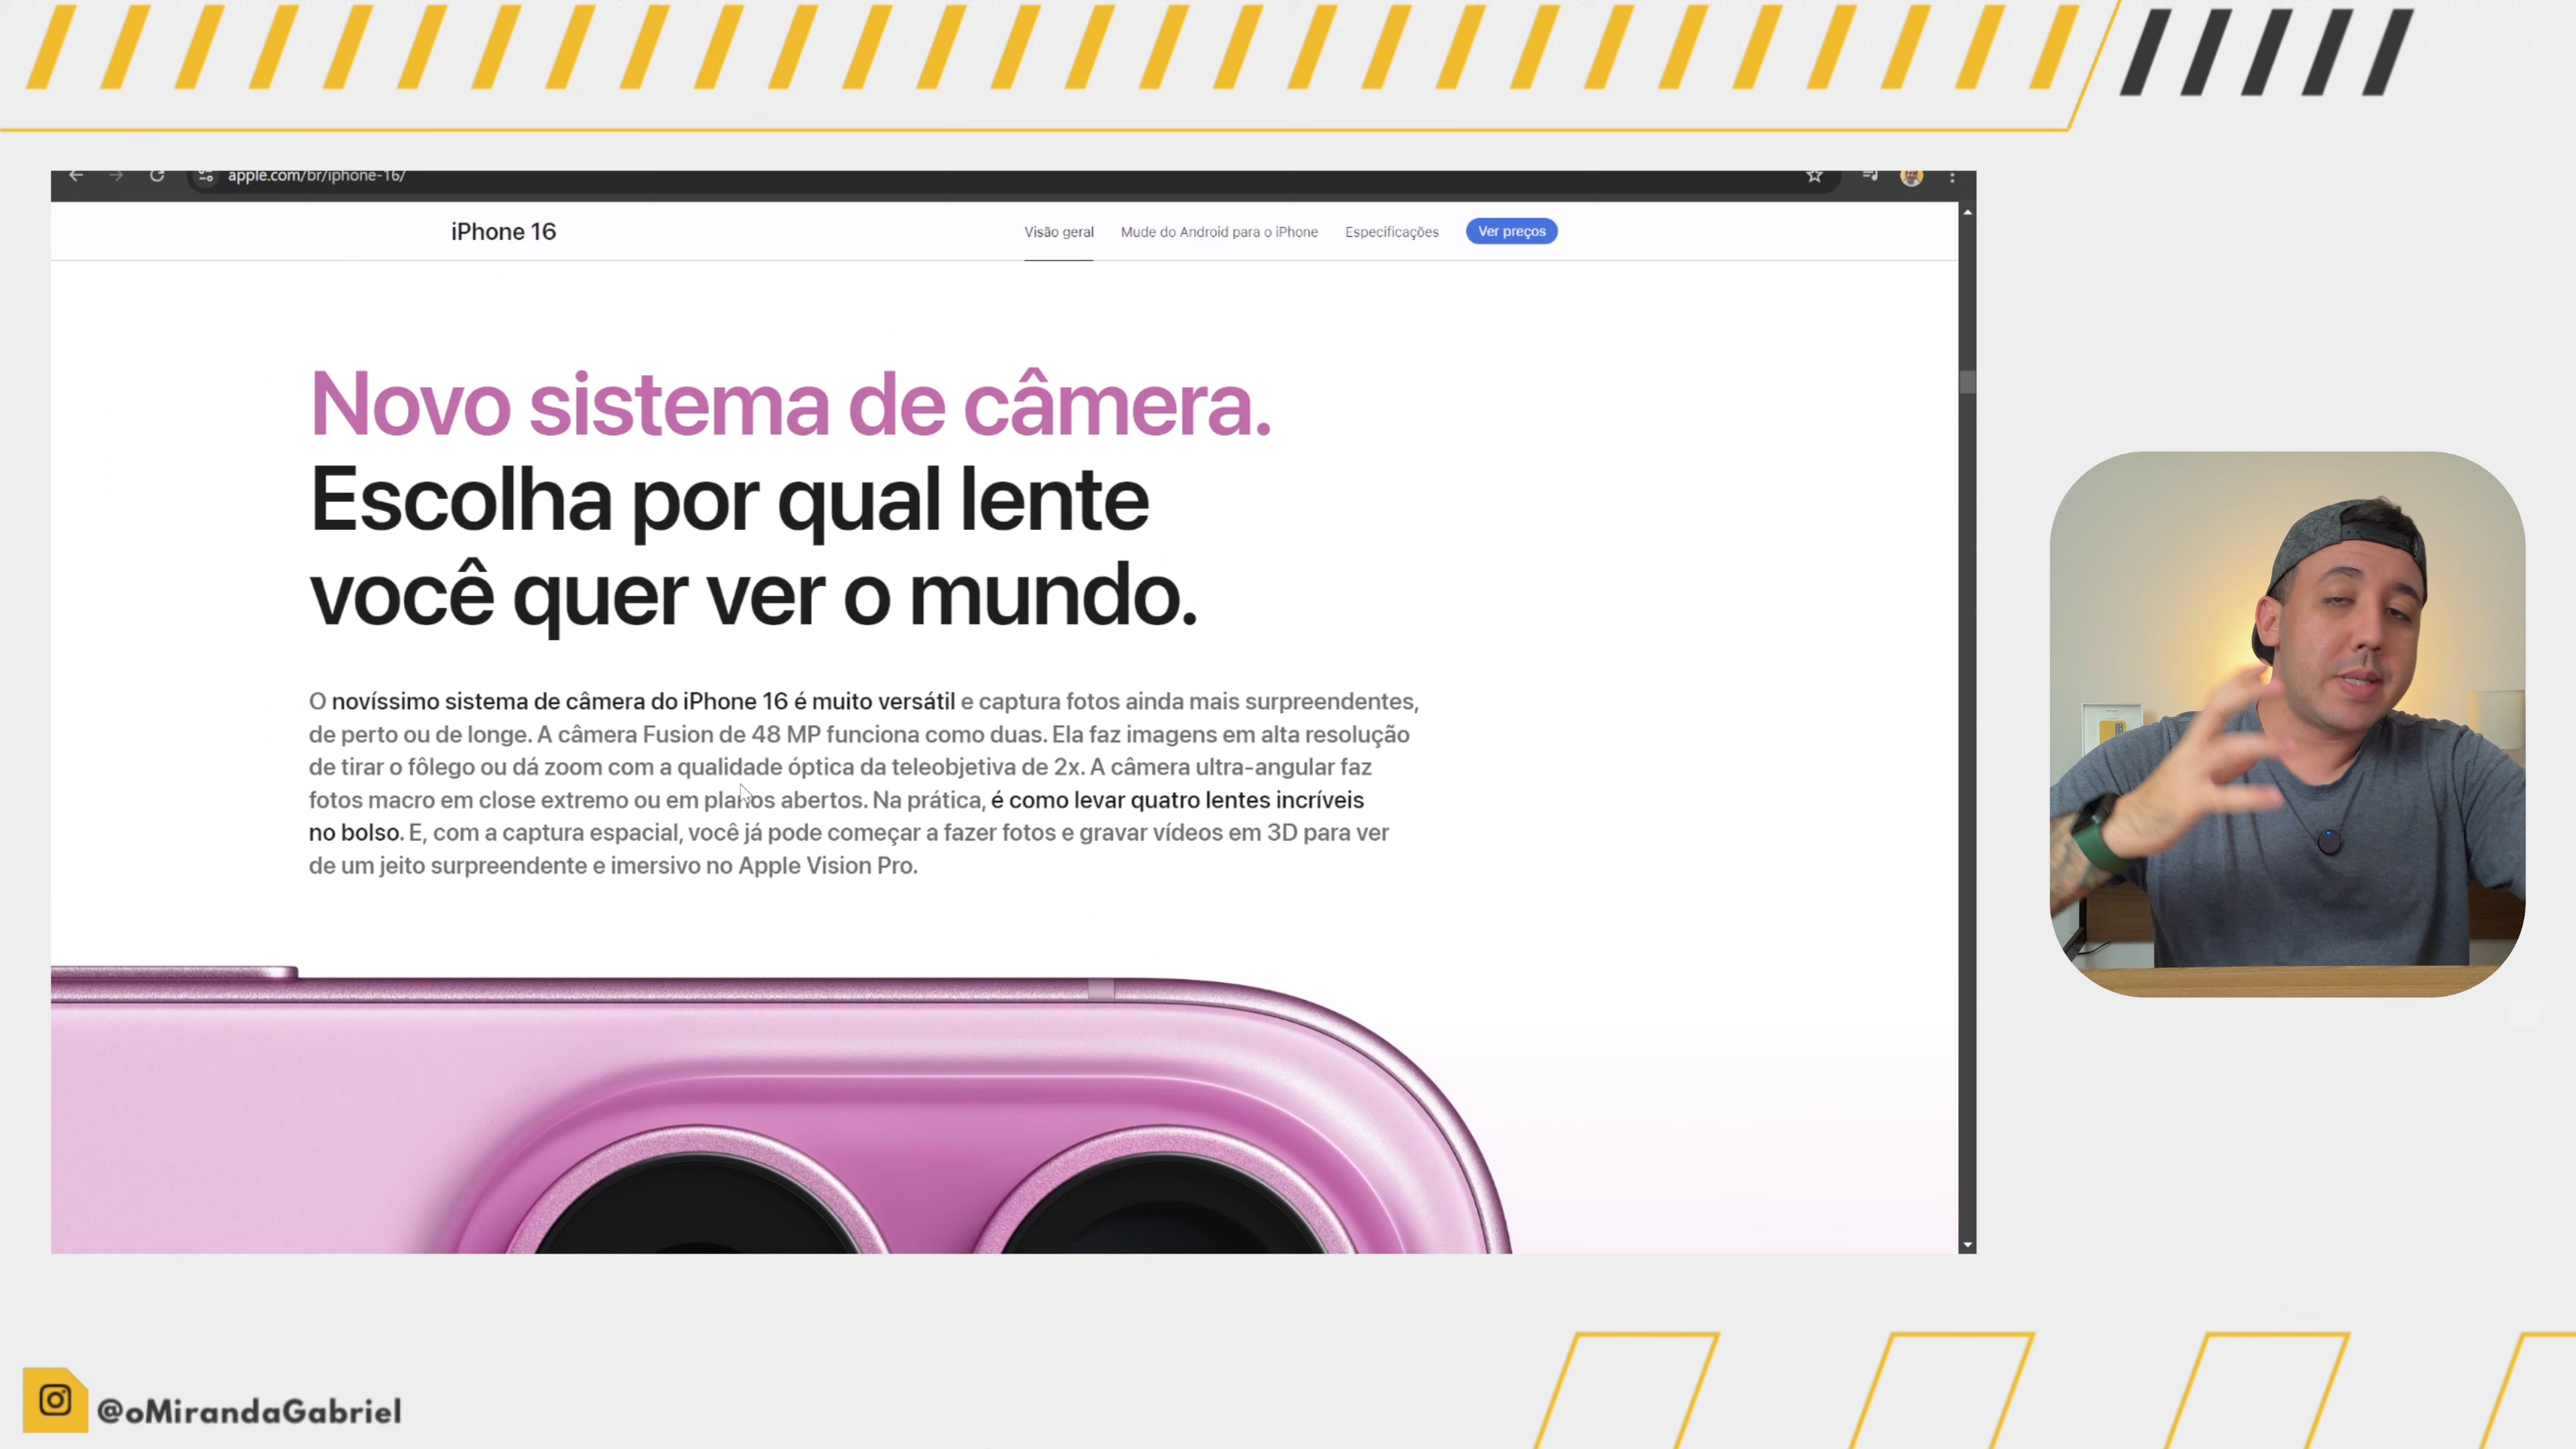 apple.com/br/iphone-16/
iPhone 16
Visão geral
Mude do Android para o iPhone
Especificações
Ver preços
Novo sistema de câmera.
Escolha por qual lente
você quer ver o mundo.
O novíssimo sistema de câmera do iPhone 16 é muito versátil e captura fotos ainda mais surpreendentes,
de perto ou de longe. A câmera Fusion de 48 MP funciona como duas. Ela faz imagens em alta resolução
de tirar o fôlego ou dá zoom com a qualidade óptica da teleobjetiva de 2x. A câmera ultra-angular faz
fotos macro em close extremo ou em planos abertos. Na prática, é como levar quatro lentes incríveis
no bolso. E, com a captura espacial, você já pode começar a fazer fotos e gravar vídeos em 3D para ver
de um jeito surpreendente e imersivo no Apple Vision Pro.
@oMirandaGabriel